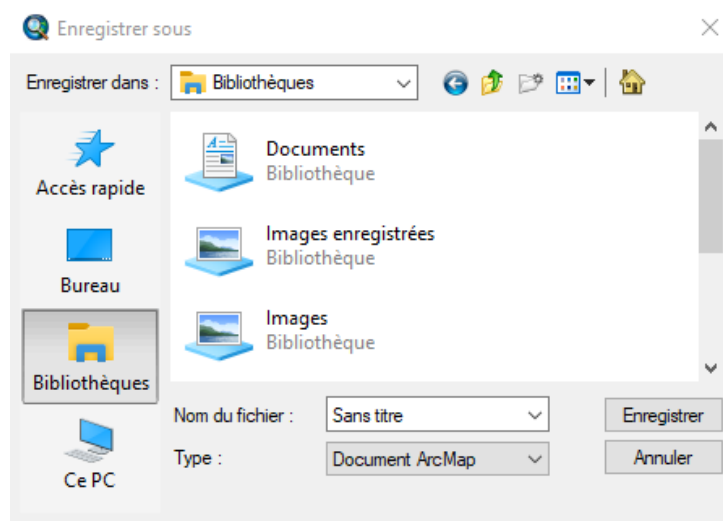 Enregistrer sous
Enregistrer dans :
Bibliothèques
Accès rapide
Bureau
Bibliothèques
Ce PC
Documents
Bibliothèque
Images enregistrées
Bibliothèque
Images
Bibliothèque
Nom du fichier :
Sans titre
Enregistrer
Type :
Document ArcMap
Annuler